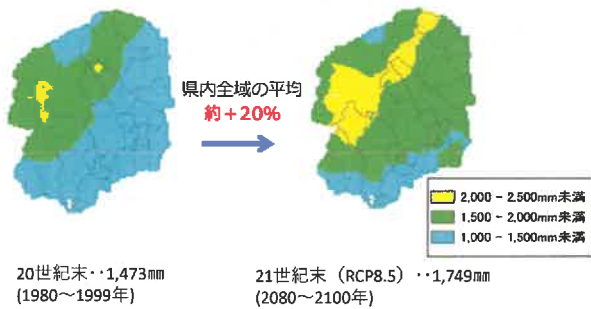 県内全域の平均
約+20%
2,000 - 2,500mm未満
1,500 - 2,000mm未満
1,000 - 1,500mm未満
20世紀末‥1,473㎜
(1980～1999年)
21世紀末（RCP8.5）‥1,749㎜
(2080～2100年)